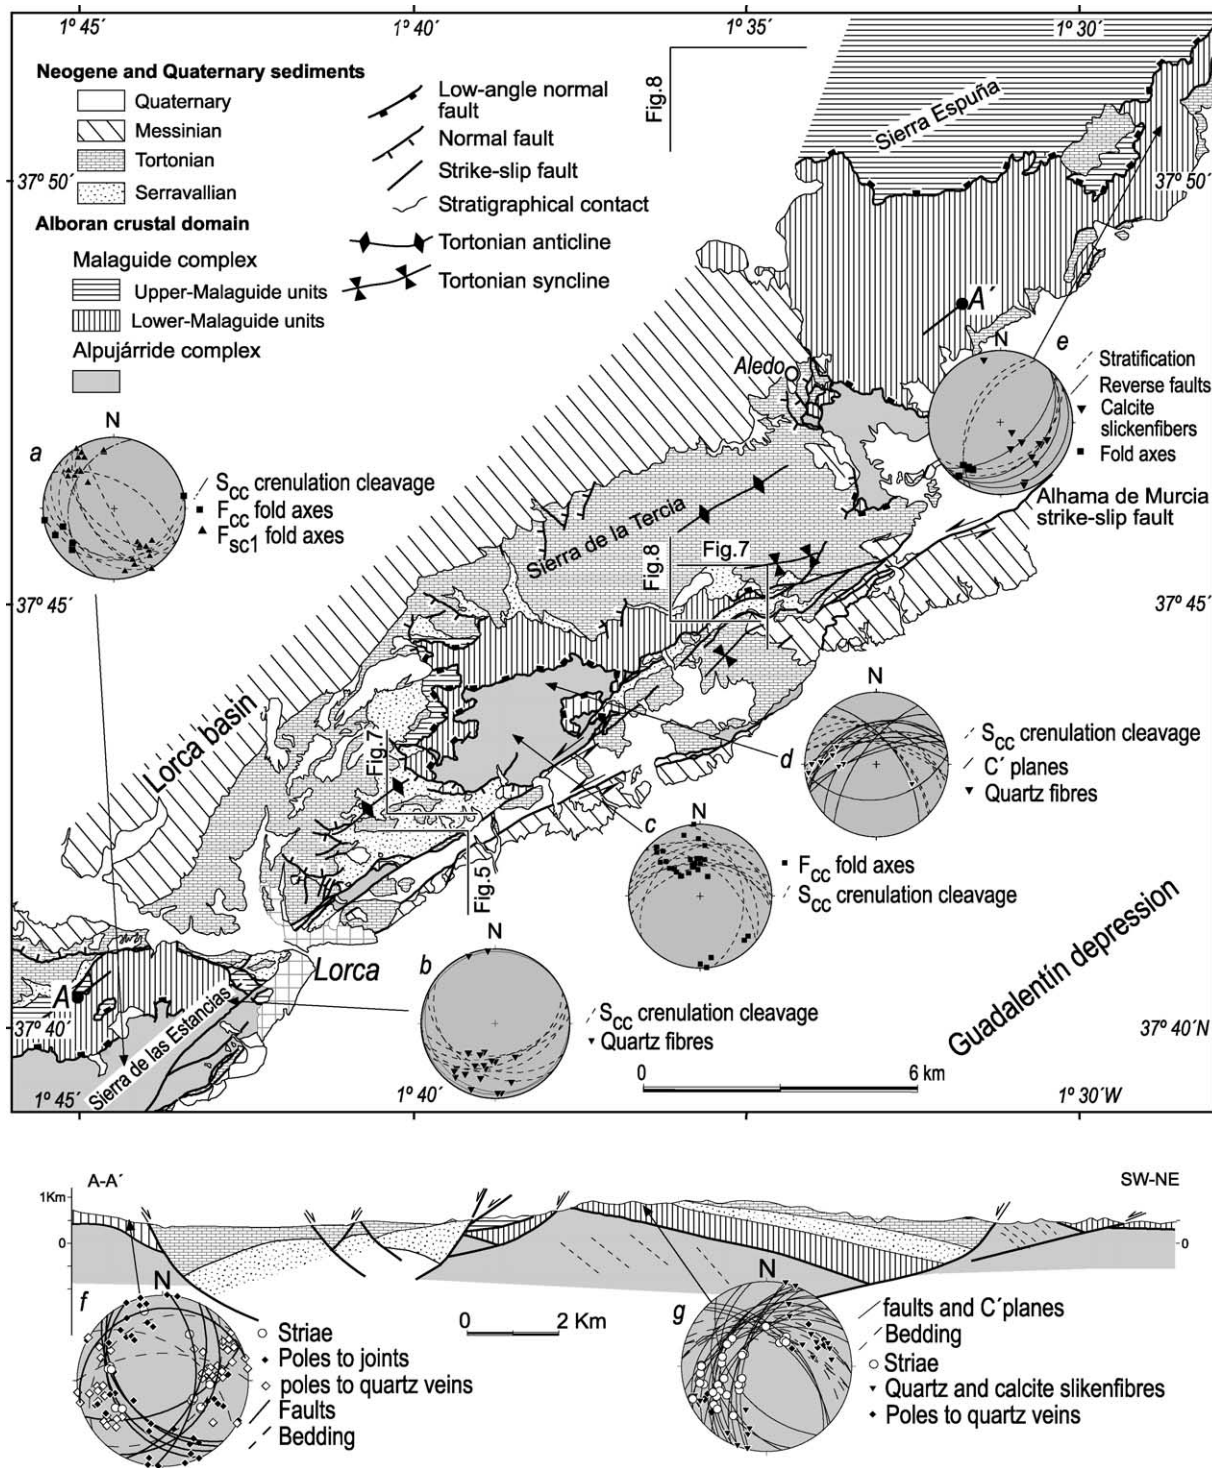 1º 45´
1º 40´
1º 35´
1º 30´
Neogene and Quaternary sediments
Quaternary
Messinian
Tortonian
Serravallian
Alboran crustal domain
Malaguide complex
Upper-Malaguide units
Lower-Malaguide units
Alpujárride complex
Low-angle normal
fault
Normal fault
Strike-slip fault
Stratigraphical contact
Tortonian anticline
Tortonian syncline
Fig.8
Sierra Espuña
37º 50´
37º 50´
A´
Aledo
e
N
Stratification
Reverse faults
Calcite
slickenfibers
Fold axes
Alhama de Murcia
strike-slip fault
a
N
Scc crenulation cleavage
Fcc fold axes
Fsc1 fold axes
Sierra de la Tercia
Fig.7
Fig.8
37º 45´
37º 45´
Lorca basin
Fig.7
Fig.5
d
N
Scc crenulation cleavage
C´ planes
Quartz fibres
c
N
Fcc fold axes
Scc crenulation cleavage
Guadalentín depression
Lorca
b
N
Scc crenulation cleavage
Quartz fibres
A
37º 40´
Sierra de las Estancias
37º 40´N
0 6 km
1º 45´
1º 40´
1º 30´W
A-A´
SW-NE
1Km
0
0
f
N
Striae
Poles to joints
poles to quartz veins
Faults
Bedding
0 2 Km
g
N
faults and C´planes
Bedding
Striae
Quartz and calcite slikenfibres
Poles to quartz veins